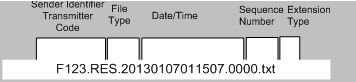 Sender Identifier File Date/Time Sequence Extension
Transmitter Type Number Type
Code
F123.RES.20130107011507.0000.txt